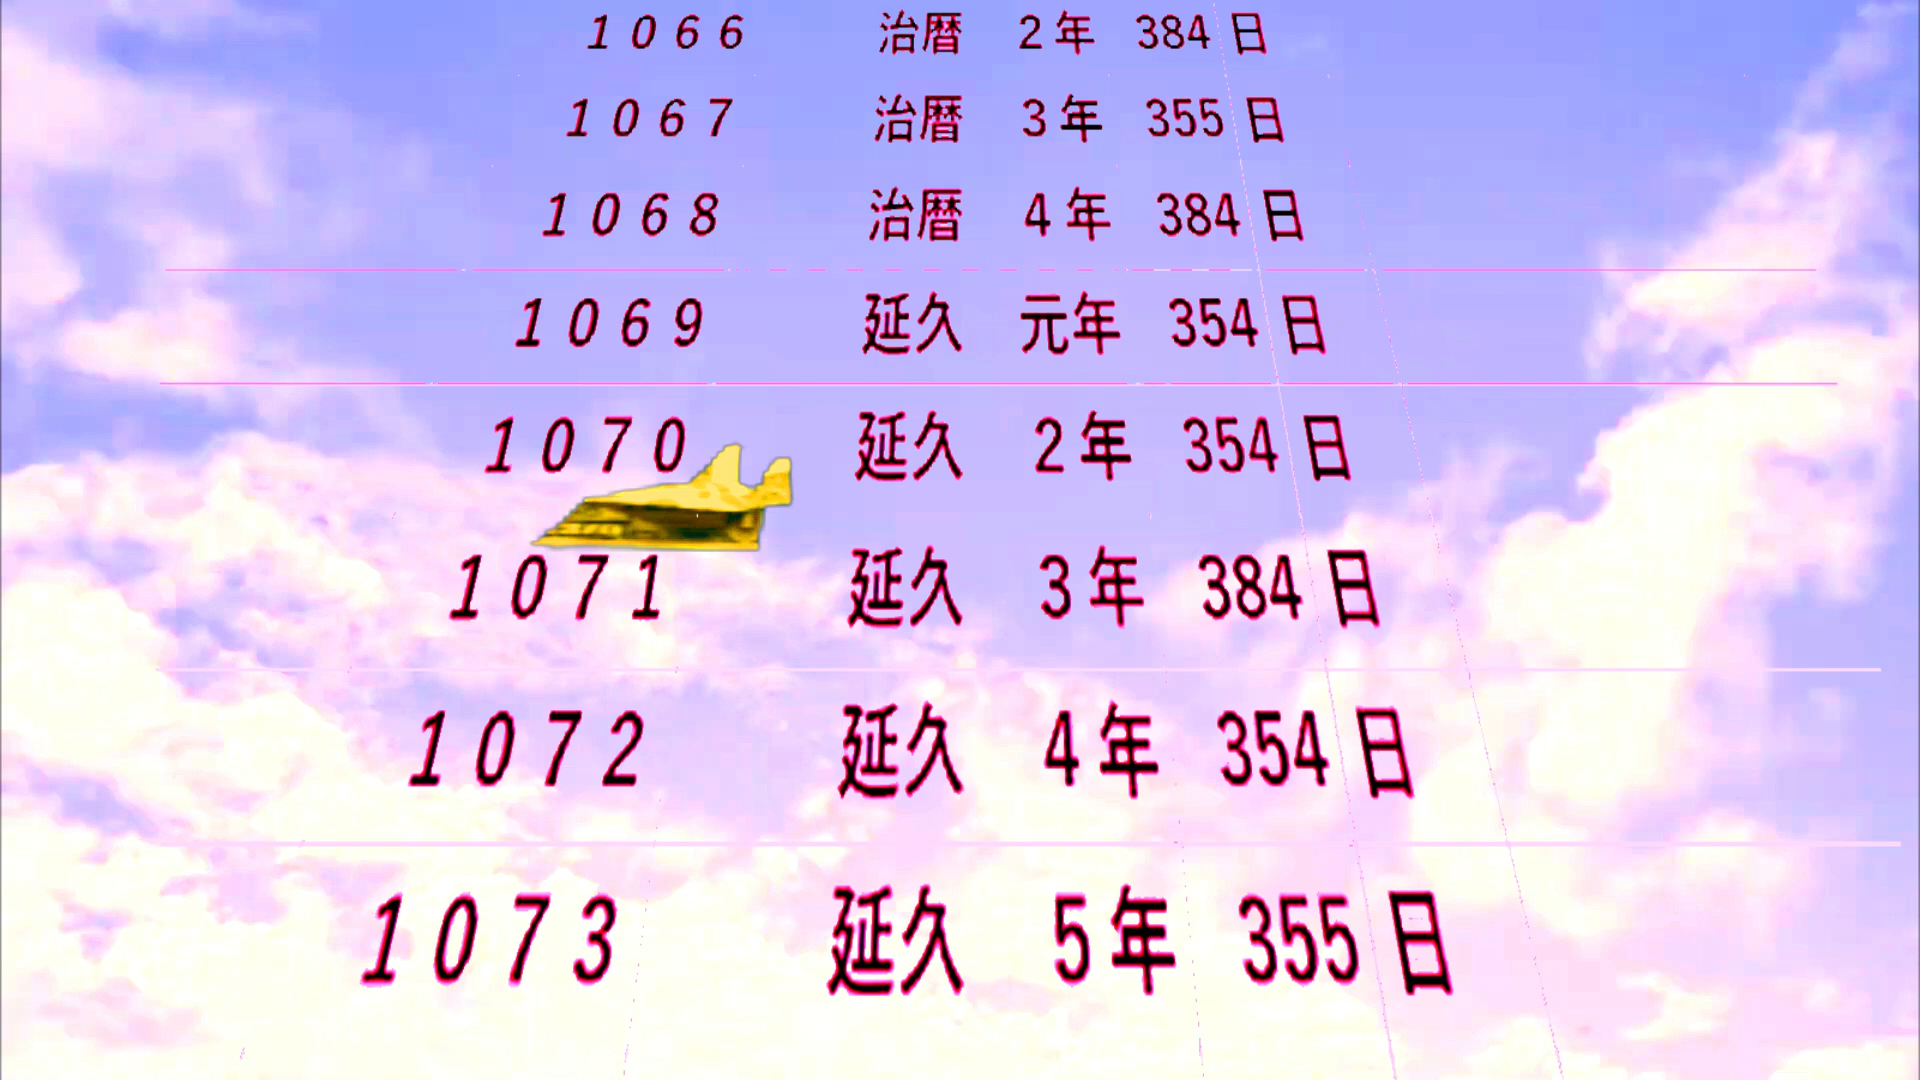 1066 治暦 2年 384日
1067 治暦 3年 355日
1068 治暦 4年 384日
1069 延久 元年 354日
1070 延久 2年 354日
1071 延久 3年 384日
1072 延久 4年 354日
1073 延久 5年 355日